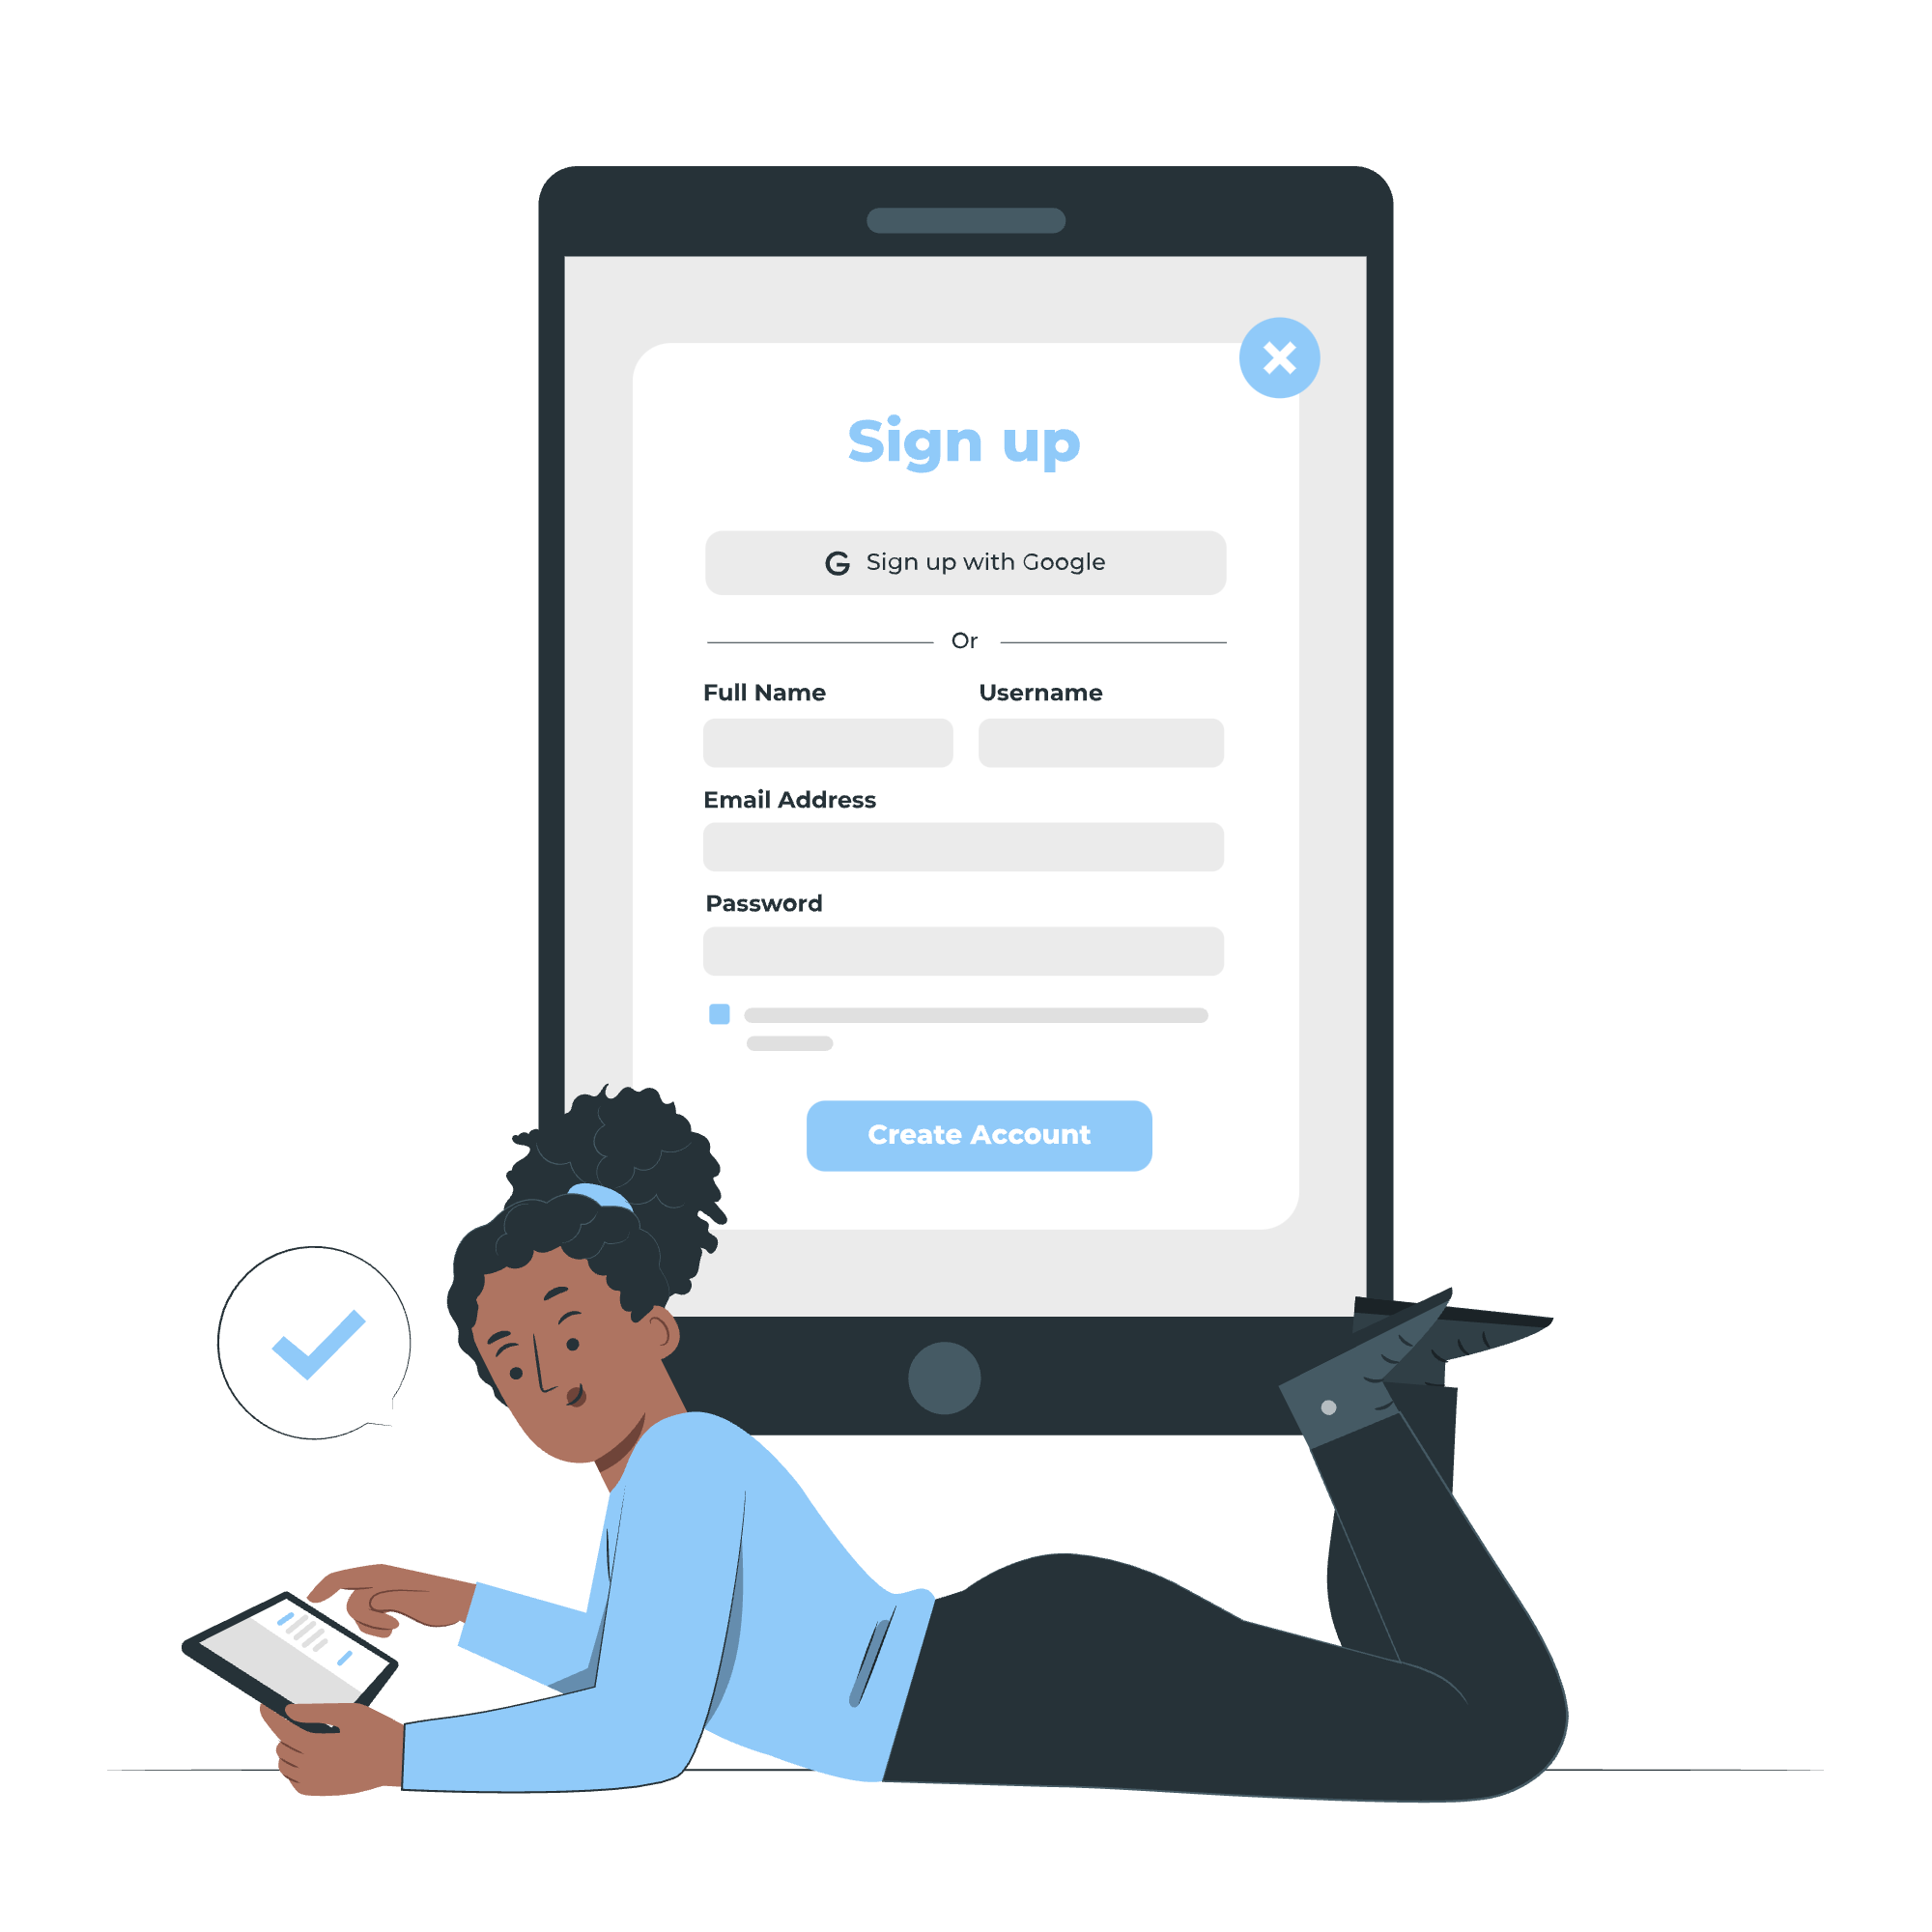 Sign up
G Sign up with Google
Or
Full Name Username
Email Address
Password
Create Account